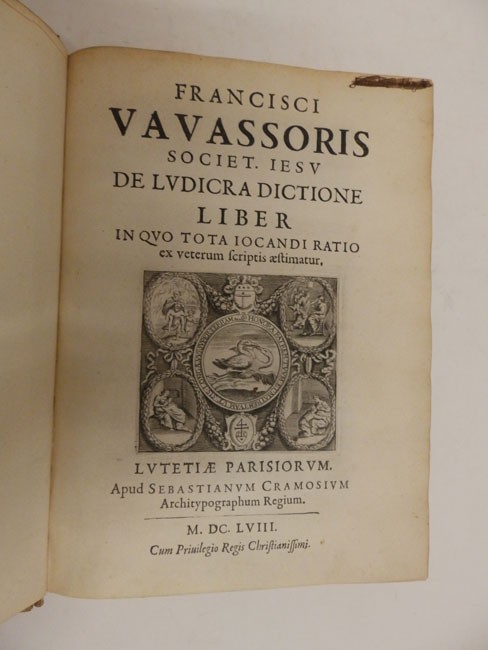 FRANCISCI
VAVASSORIS
SOCIET. IESV
DE LVDICRA DICTIONE
LIBER
IN QVO TOTA IOCANDI RATIO
ex veterum ſcriptis æſtimatur.
LVTETIÆ PARISIORVM,
Apud SEBASTIANVM CRAMOSIVM
Architypographum Regium.
M. DC. LVIII.
Cum Priuilegio Regis Chriſtianiſſimi.